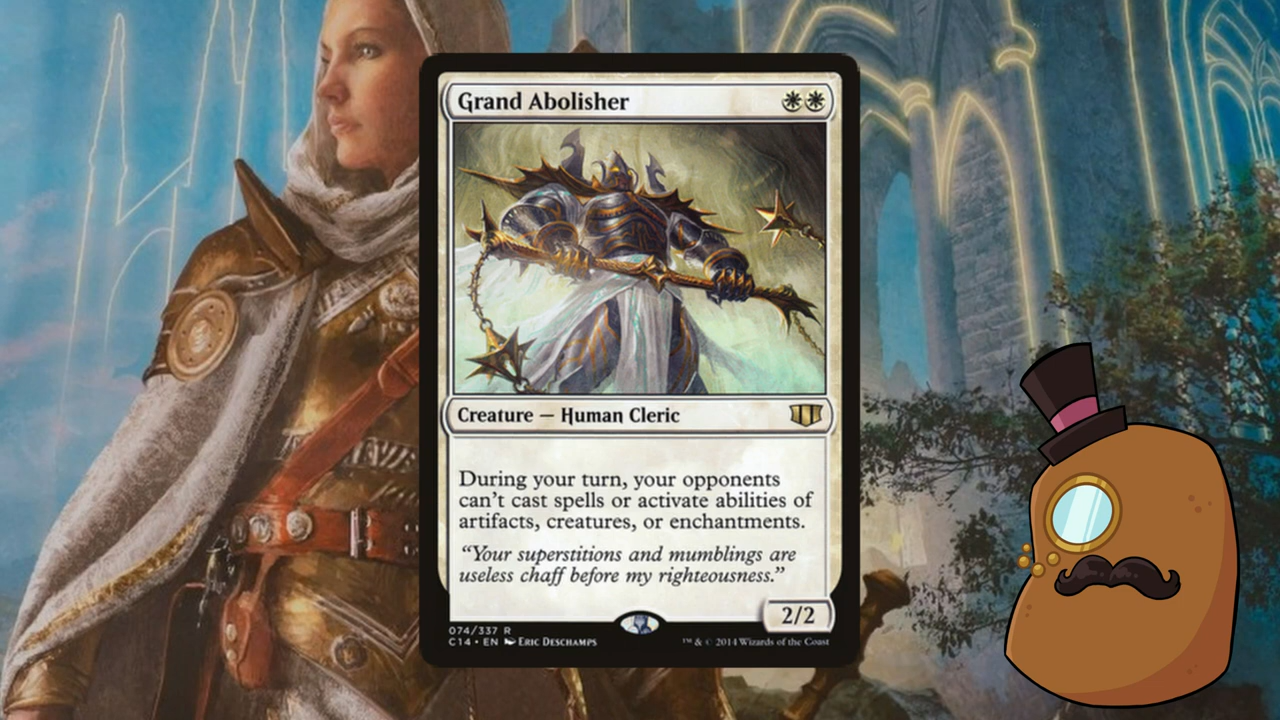 Grand Abolisher
Creature — Human Cleric
During your turn, your opponents
can't cast spells or activate abilities of
artifacts, creatures, or enchantments.
“Your superstitions and mumblings are
useless chaff before my righteousness.”
2/2
074/337 R
C14 • EN Eric Deschamps
™ & © 2014 Wizards of the Coast